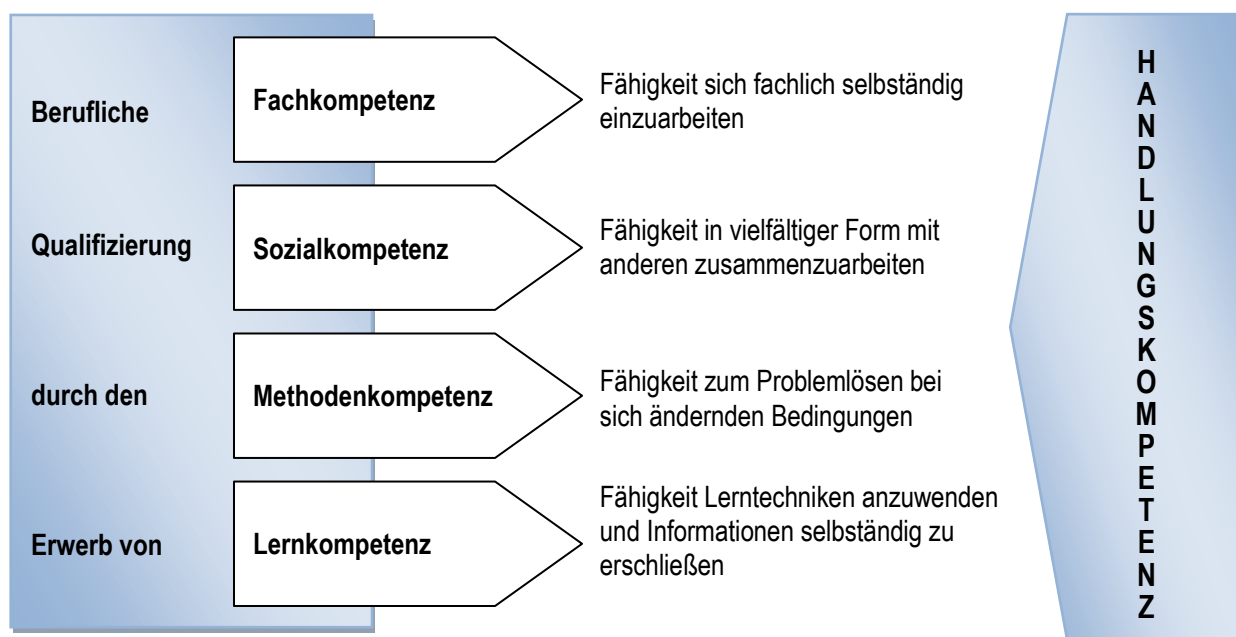 Berufliche
Fachkompetenz
Fähigkeit sich fachlich selbständig
einzuarbeiten
Qualifizierung
Sozialkompetenz
Fähigkeit in vielfältiger Form mit
anderen zusammenzuarbeiten
durch den
Methodenkompetenz
Fähigkeit zum Problemlösen bei
sich ändernden Bedingungen
Erwerb von
Lernkompetenz
Fähigkeit Lerntechniken anzuwenden
und Informationen selbständig zu
erschließen
HANDLUNGSKOMPETENZ